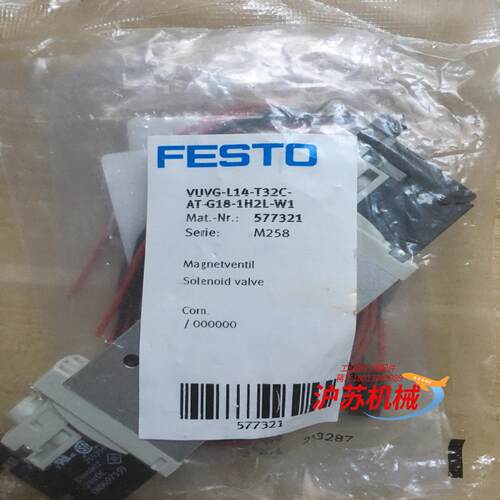 FESTO
VUVG-L14-T32C-
AT-G18-1H2L-W1
Mat.-Nr.: 577321
Serie: M258
Magnetventil
Solenoid valve
Com.
/ 000000
沪苏机械
577321